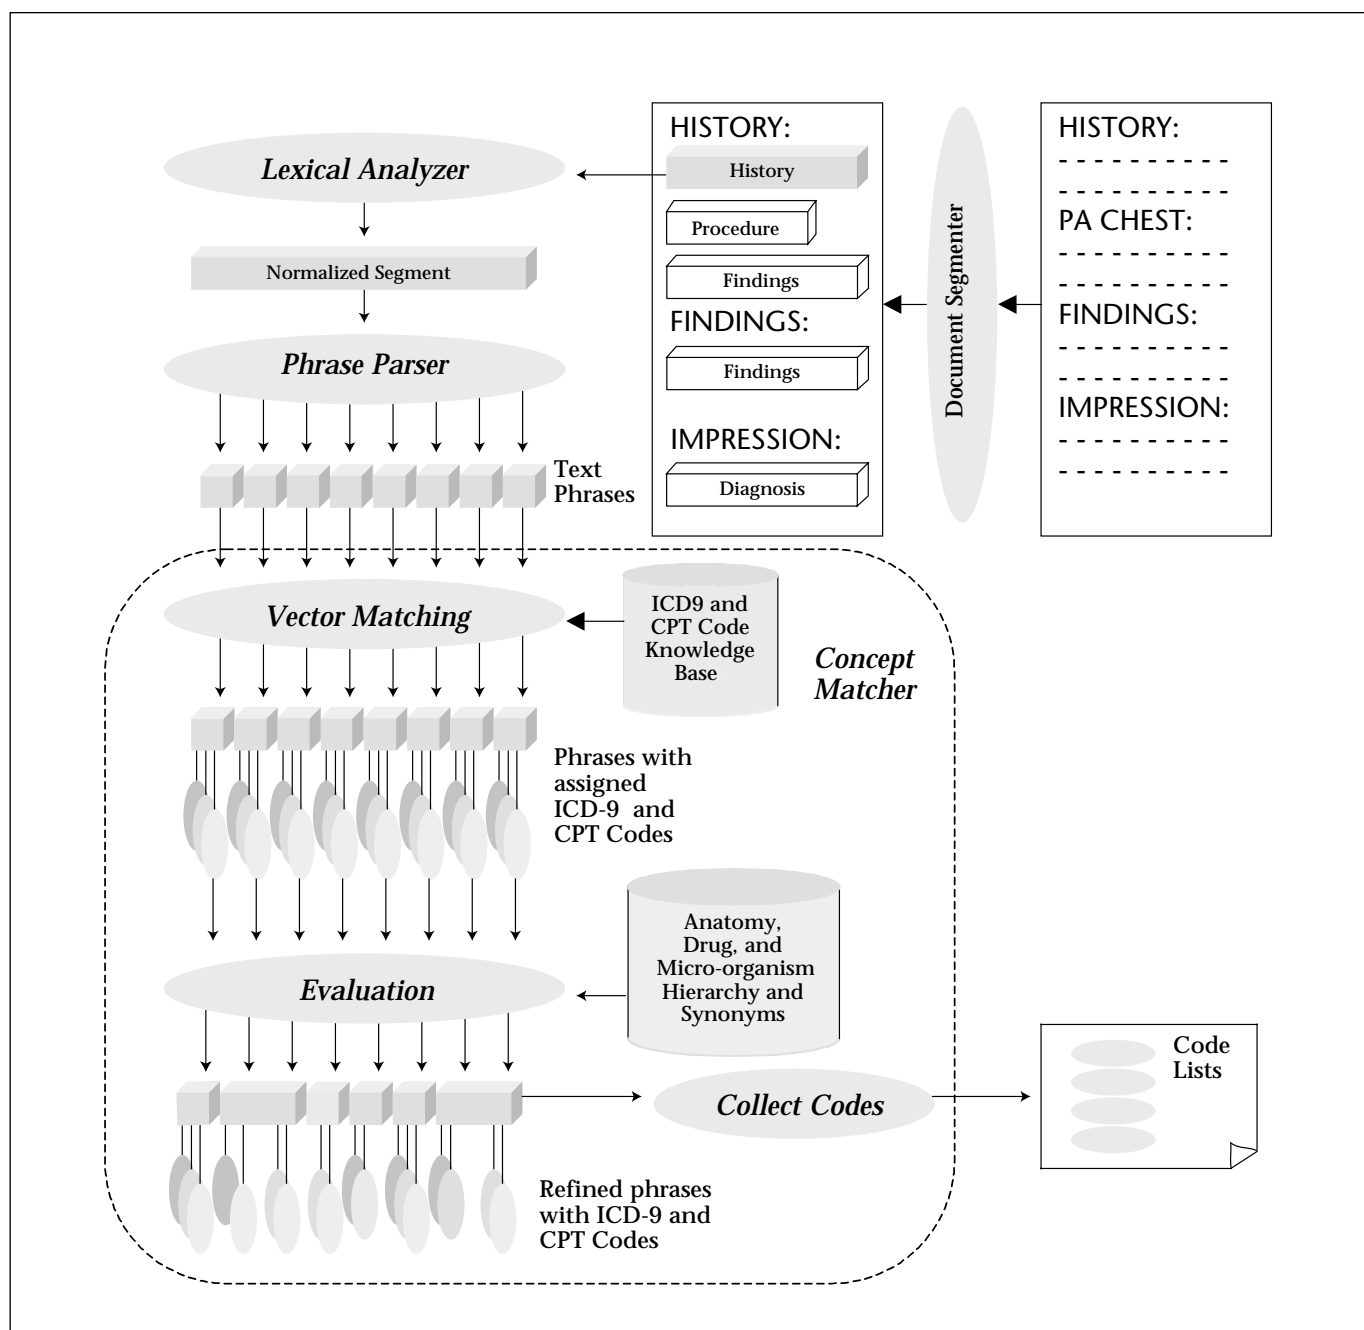 HISTORY:
PA CHEST:
FINDINGS:
IMPRESSION:
Document Segmenter
HISTORY:
History
Procedure
Findings
FINDINGS:
Findings
IMPRESSION:
Diagnosis
Lexical Analyzer
Normalized Segment
Phrase Parser
Text
Phrases
Vector Matching
ICD9 and
CPT Code
Knowledge
Base
Concept
Matcher
Phrases with
assigned
ICD-9 and
CPT Codes
Anatomy,
Drug, and
Micro-organism
Hierarchy and
Synonyms
Evaluation
Collect Codes
Code
Lists
Refined phrases
with ICD-9 and
CPT Codes